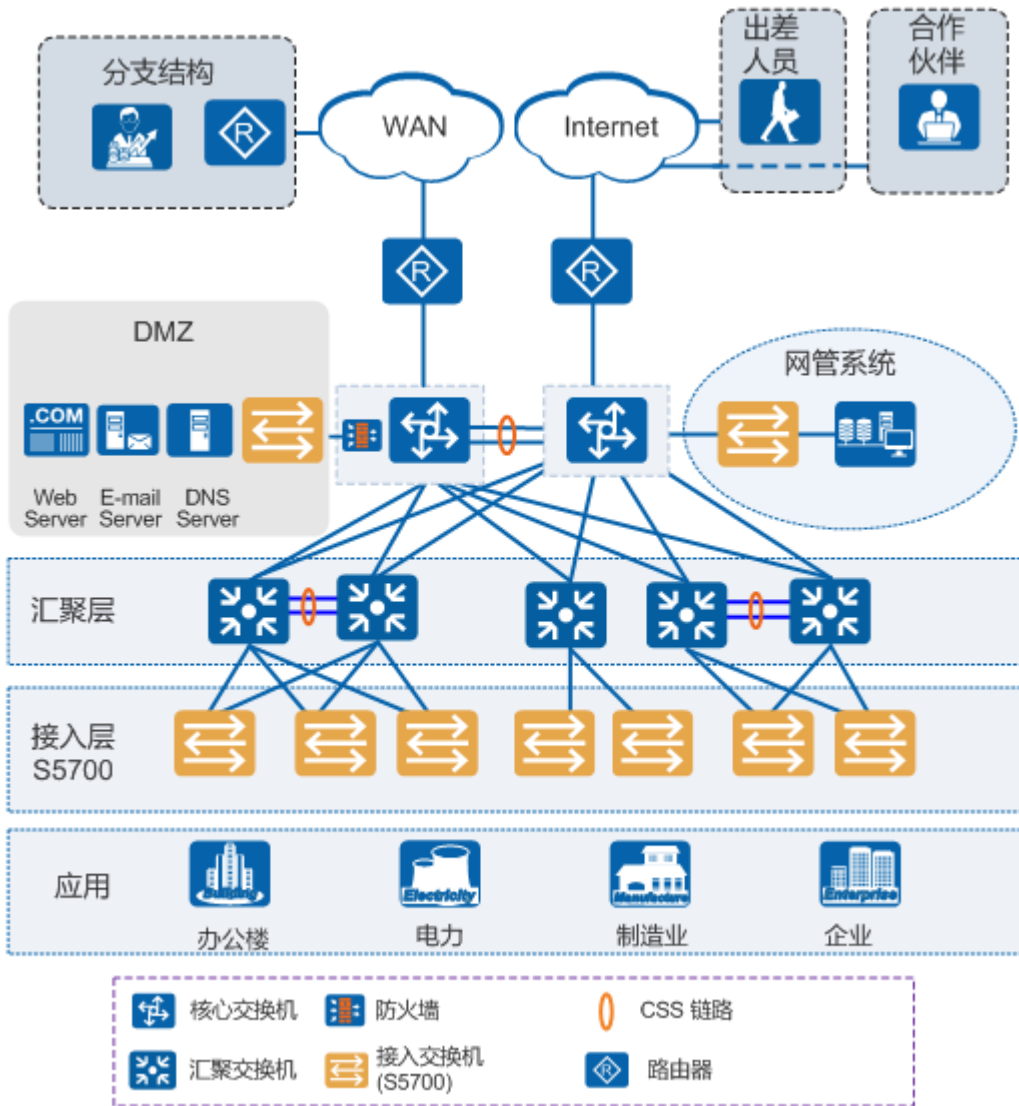 分支结构
WAN
Internet
出差
人员
合作
伙伴
R
R
R
DMZ
.COM
Web
Server
E-mail
Server
DNS
Server
网管系统
汇聚层
接入层
S5700
应用
Building
办公楼
Electricity
电力
Manufacture
制造业
Enterprise
企业
核心交换机
防火墙
CSS 链路
汇聚交换机
接入交换机
(S5700)
R
路由器